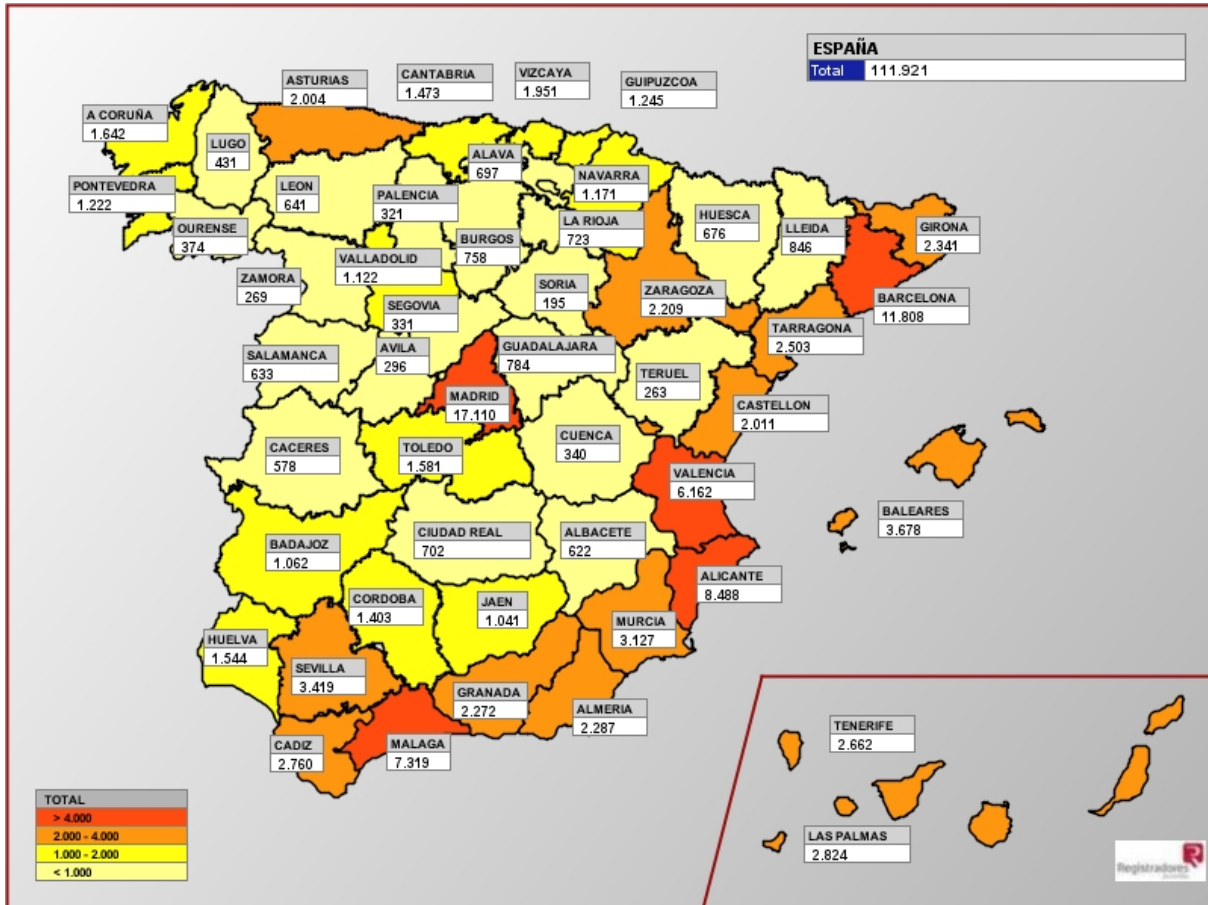 ESPAÑA
Total 111.921
ASTURIAS
2.004
CANTABRIA
1.473
VIZCAYA
1.951
GUIPUZCOA
1.245
A CORUÑA
1.642
LUGO
431
ALAVA
697
NAVARRA
1.171
PONTEVEDRA
1.222
LEON
641
PALENCIA
321
LA RIOJA
723
HUESCA
676
LLEIDA
846
GIRONA
2.341
OURENSE
374
BURGOS
758
VALLADOLID
1.122
ZAMORA
269
SORIA
195
ZARAGOZA
2.209
BARCELONA
11.808
SEGOVIA
331
TARRAGONA
2.503
SALAMANCA
633
AVILA
296
GUADALAJARA
784
TERUEL
263
MADRID
17.110
CASTELLON
2.011
CACERES
578
TOLEDO
1.581
CUENCA
340
VALENCIA
6.162
BALEARES
3.678
BADAJOZ
1.062
CIUDAD REAL
702
ALBACETE
622
ALICANTE
8.488
CORDOBA
1.403
JAEN
1.041
MURCIA
3.127
HUELVA
1.544
SEVILLA
3.419
GRANADA
2.272
ALMERIA
2.287
CADIZ
2.760
MALAGA
7.319
TENERIFE
2.662
LAS PALMAS
2.824
TOTAL
> 4.000
2.000 - 4.000
1.000 - 2.000
< 1.000
Registradores